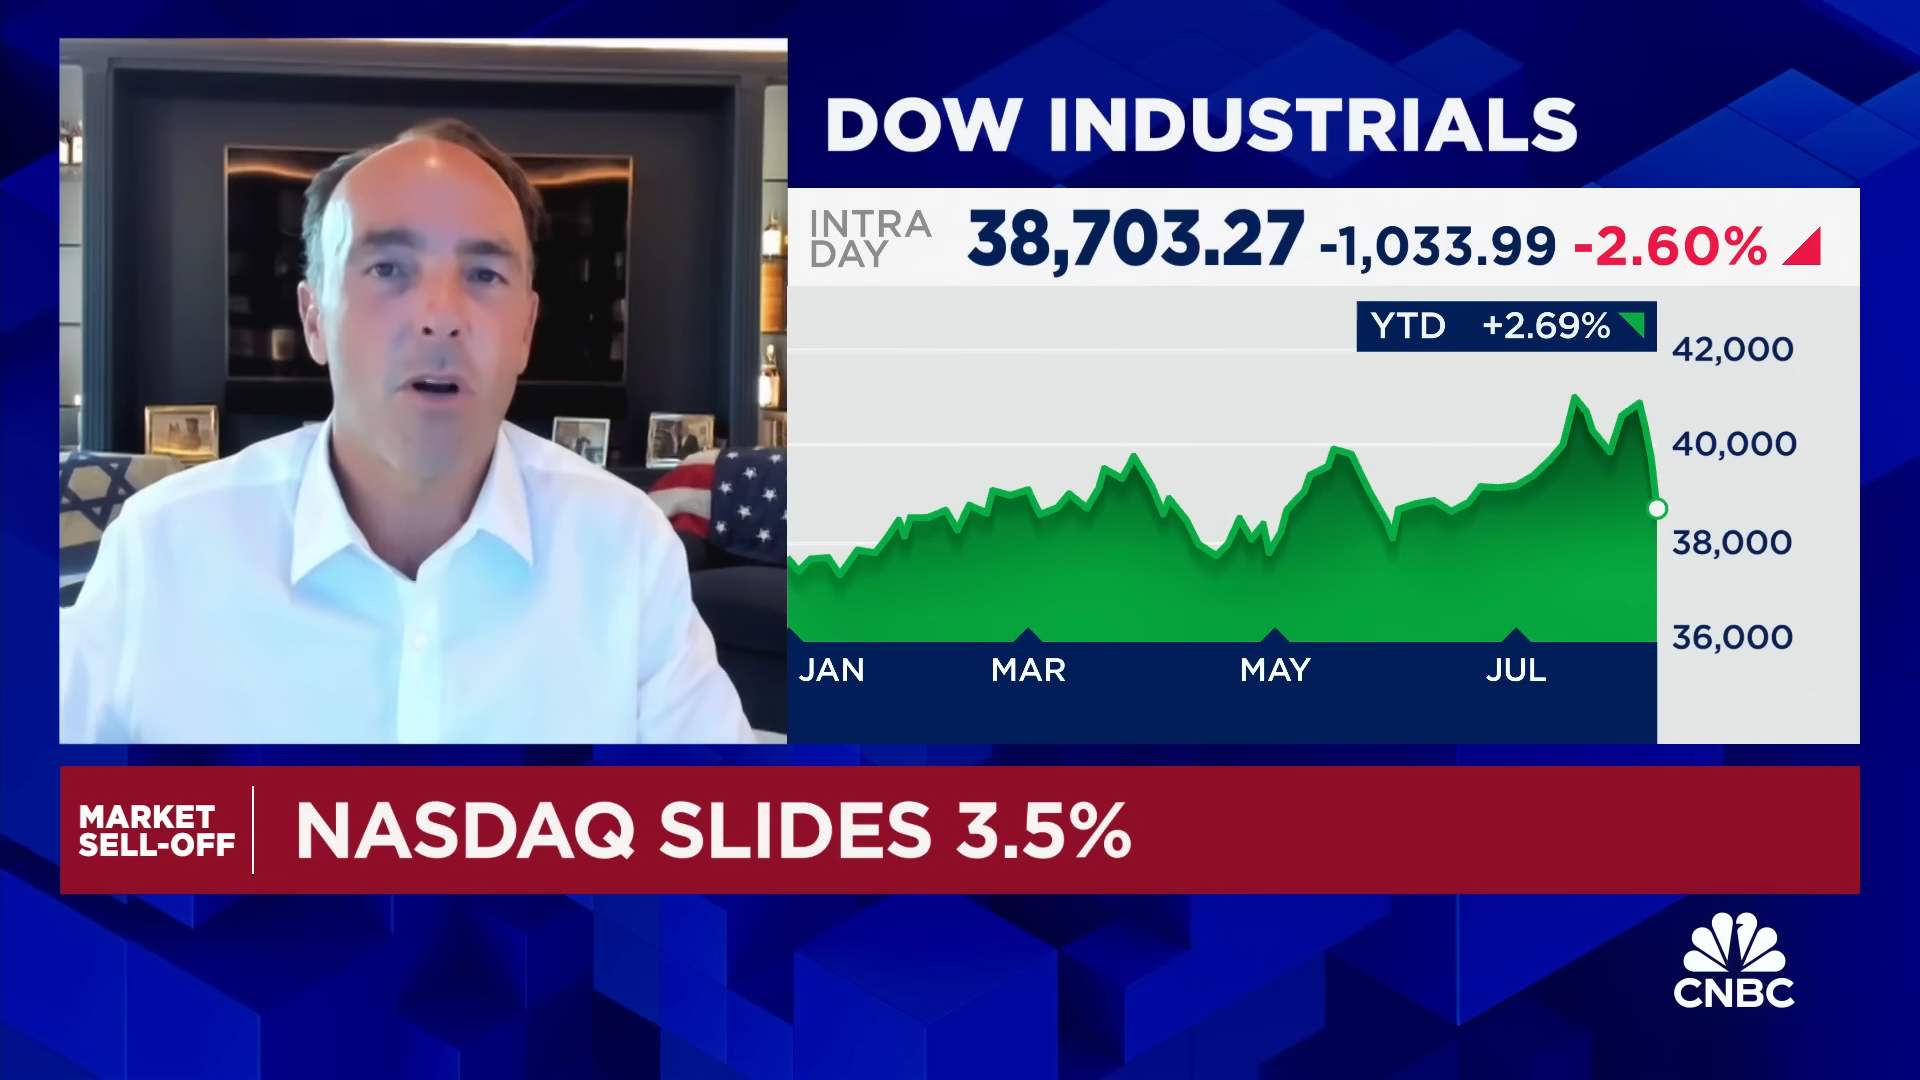 DOW INDUSTRIALS
INTRA
DAY
38,703.27 -1,033.99 -2.60%
YTD +2.69%
42,000
40,000
38,000
36,000
JAN MAR MAY JUL
MARKET
SELL-OFF
NASDAQ SLIDES 3.5%
CNBC